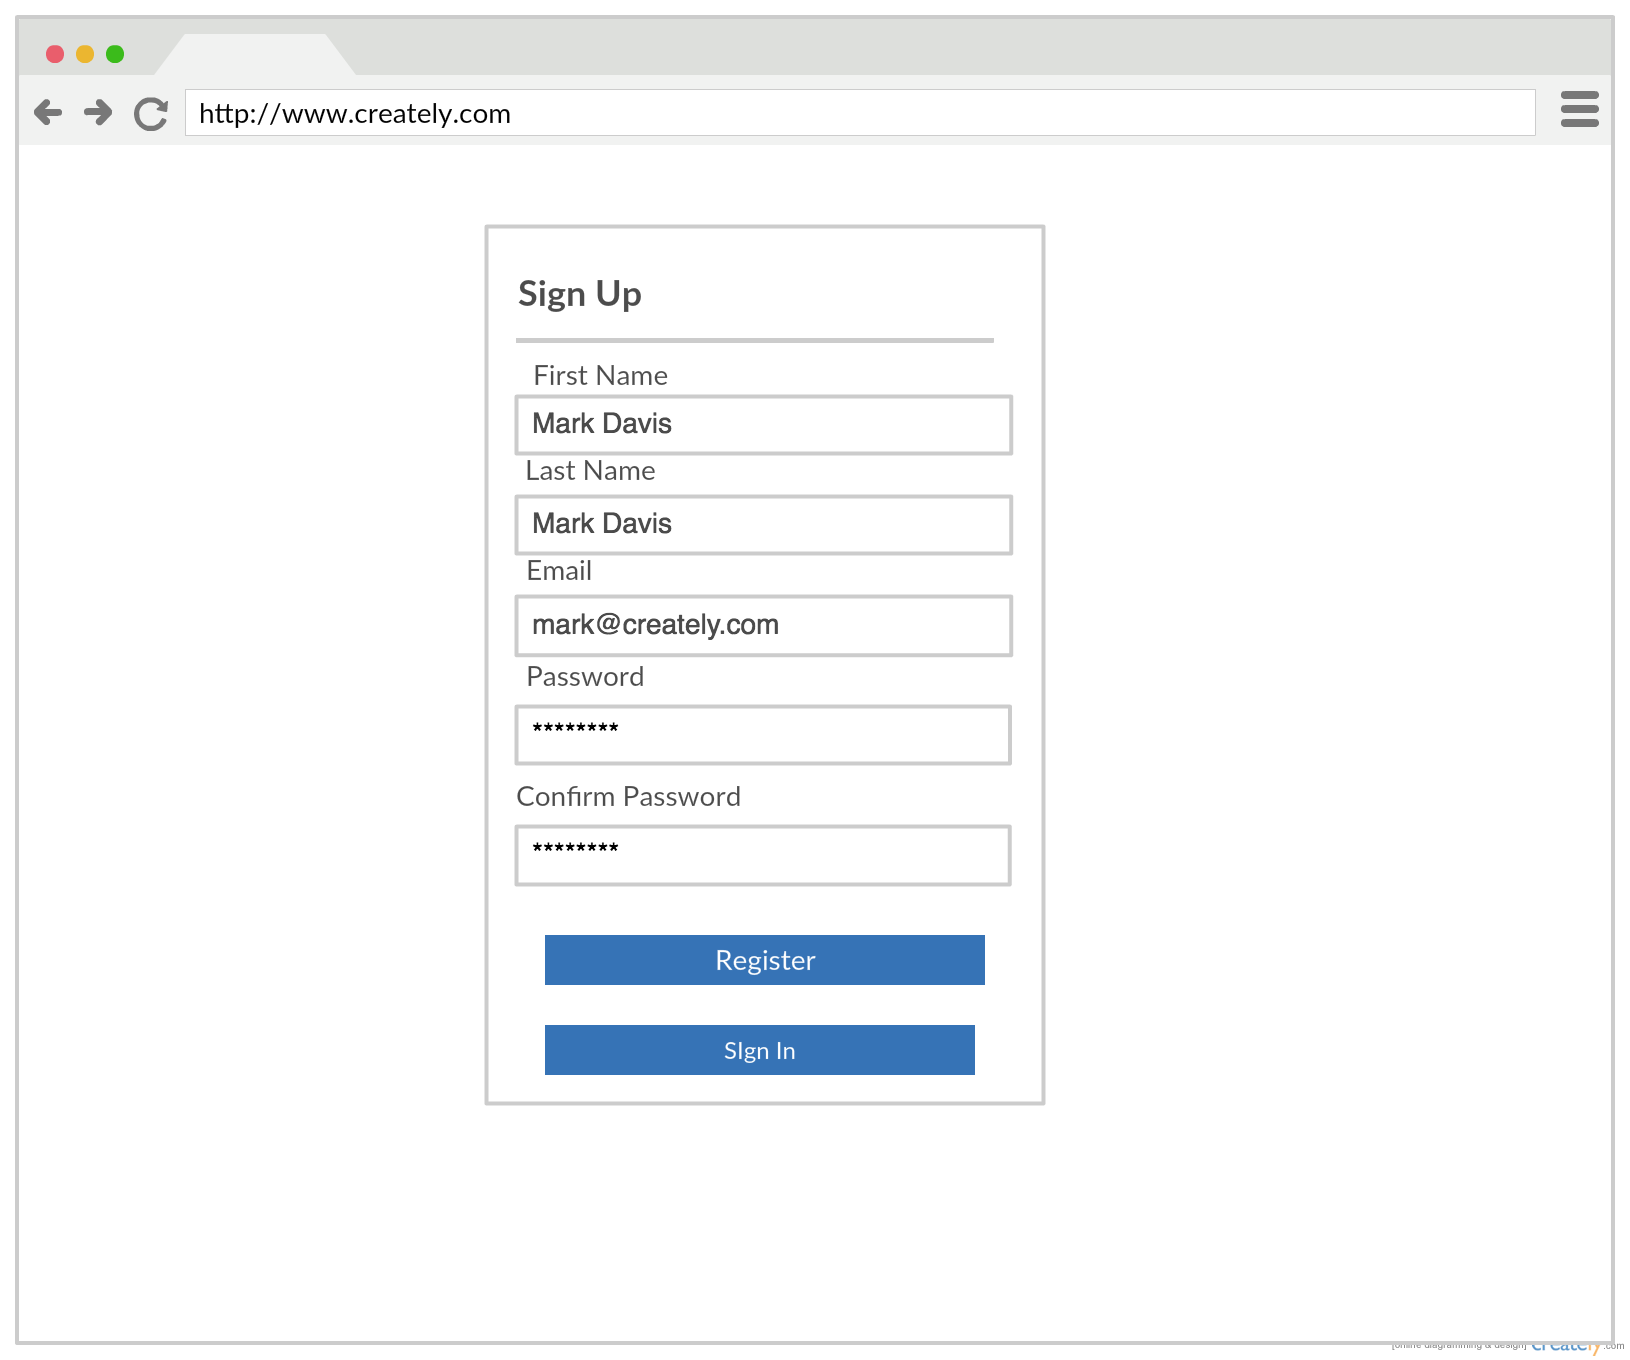 http://www.creately.com
Sign Up
First Name
Mark Davis
Last Name
Mark Davis
Email
mark@creately.com
Password
********
Confirm Password
********
Register
SIgn In
[online diagramming & design] creately.com